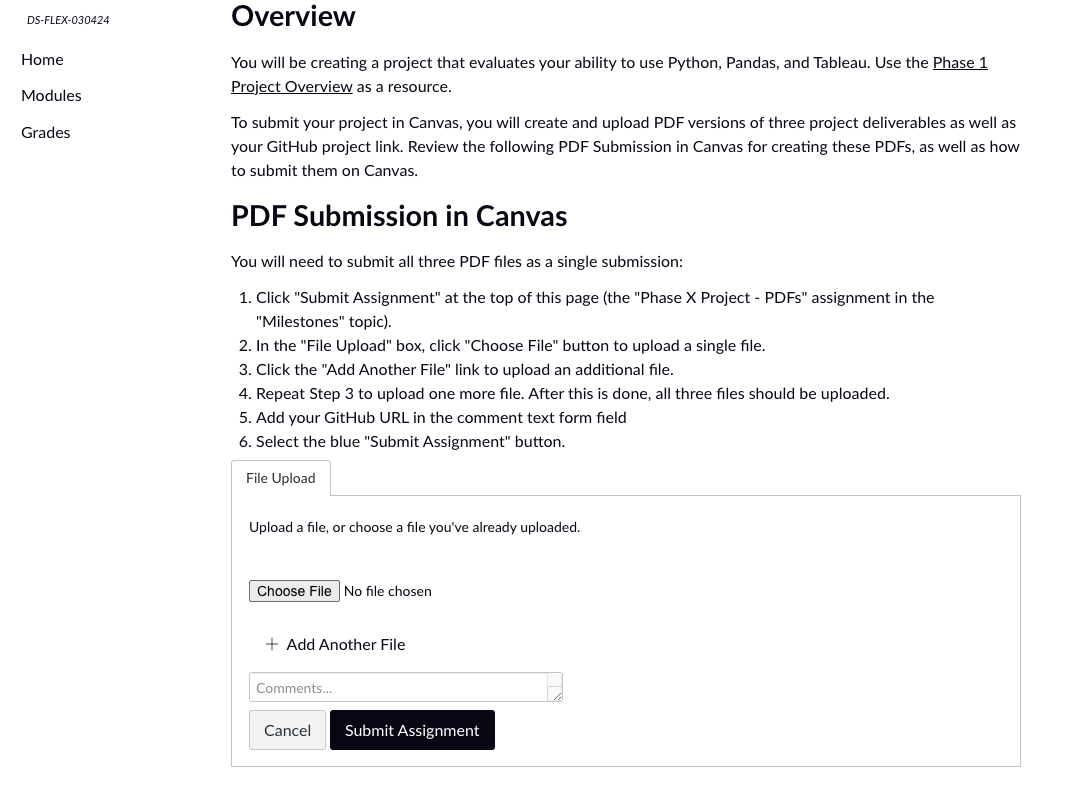 DS-FLEX-030424
Home
Modules
Grades
Overview
You will be creating a project that evaluates your ability to use Python, Pandas, and Tableau. Use the Phase 1
Project Overview as a resource.
To submit your project in Canvas, you will create and upload PDF versions of three project deliverables as well as
your GitHub project link. Review the following PDF Submission in Canvas for creating these PDFs, as well as how
to submit them on Canvas.
PDF Submission in Canvas
You will need to submit all three PDF files as a single submission:
1. Click "Submit Assignment" at the top of this page (the "Phase X Project - PDFs" assignment in the
"Milestones" topic).
2. In the "File Upload" box, click "Choose File" button to upload a single file.
3. Click the "Add Another File" link to upload an additional file.
4. Repeat Step 3 to upload one more file. After this is done, all three files should be uploaded.
5. Add your GitHub URL in the comment text form field
6. Select the blue "Submit Assignment" button.
File Upload
Upload a file, or choose a file you've already uploaded.
Choose File No file chosen
+ Add Another File
Comments...
Cancel Submit Assignment